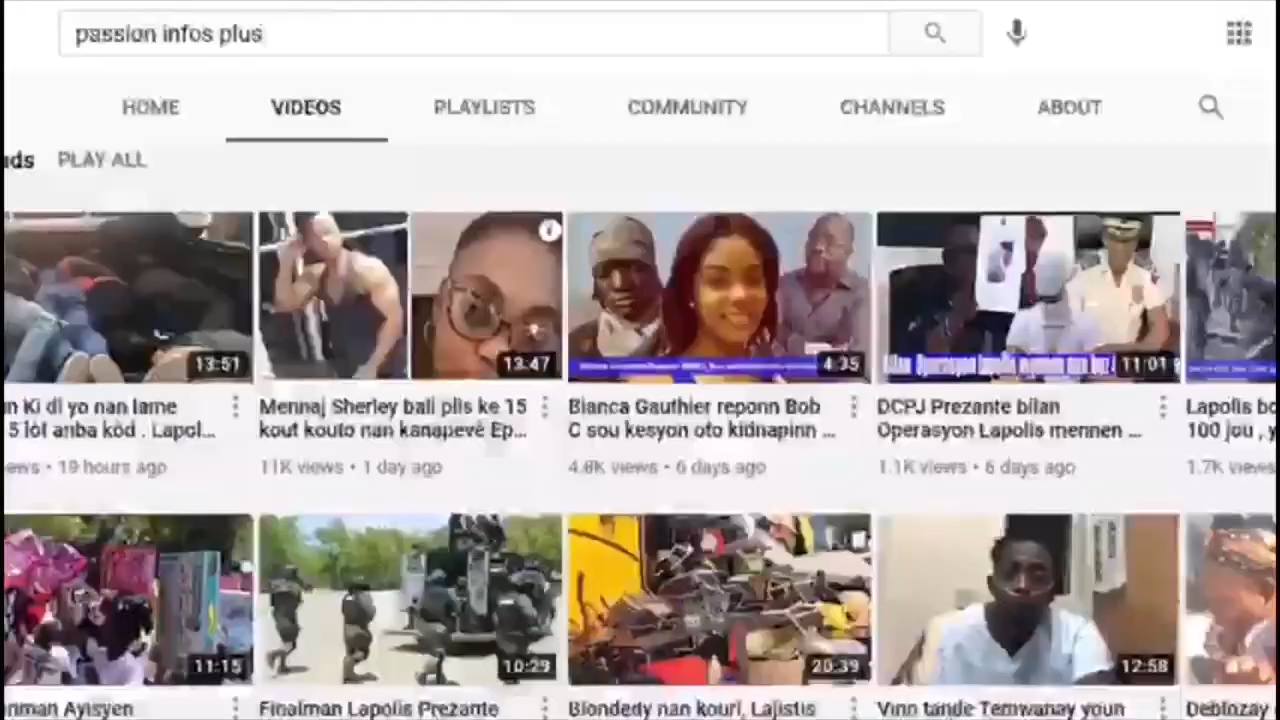 passion infos plus
HOME VIDEOS PLAYLISTS COMMUNITY CHANNELS ABOUT
ds PLAY ALL
13:51 13:47 4:35 11:01
n Ki di yo nan lame
5 lòt anba kòd . Lapol...
ews • 19 hours ago
Mennaj Sherley bali plis ke 15
kout kouto nan kanapevè Ep...
11K views • 1 day ago
Bianca Gauthier reponn Bob
C sou kesyon oto kidnapinn ...
4.8K views • 6 days ago
DCPJ Prezante bilan
Operasyon Lapolis mennen ...
1.1K views • 6 days ago
Lapolis bo
100 jou , y
1.7K views
11:15 10:29 20:39 12:58
nman Ayisyen
Finalman Lapolis Prezante
Blondedy nan kouri, Lajistis
Vinn tande Temwanay youn
Deblozay